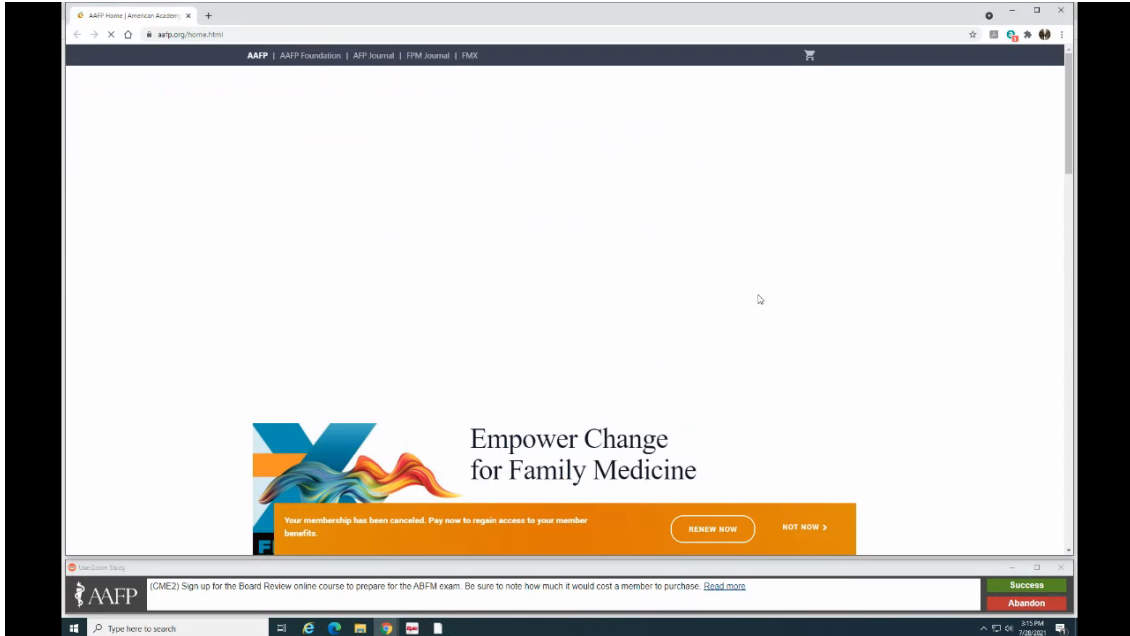 AAFP Home | American Academy
aafp.org/home.html
AAFP | AAFP Foundation | AFP Journal | FPM Journal | FMX
Empower Change
for Family Medicine
Your membership has been canceled. Pay now to regain access to your member
benefits.
RENEW NOW
NOT NOW
UserZoom Study
AAFP
(CME2) Sign up for the Board Review online course to prepare for the ABFM exam. Be sure to note how much it would cost a member to purchase. Read more
Success
Abandon
Type here to search
3:15 PM
7/20/2021